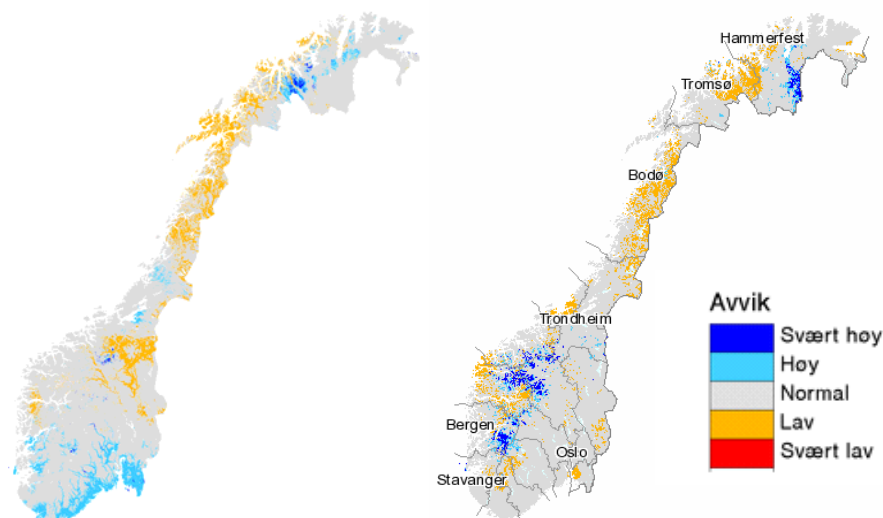 Hammerfest
Tromsø
Bodø
Trondheim
Bergen
Oslo
Stavanger
Avvik
Svært høy
Høy
Normal
Lav
Svært lav